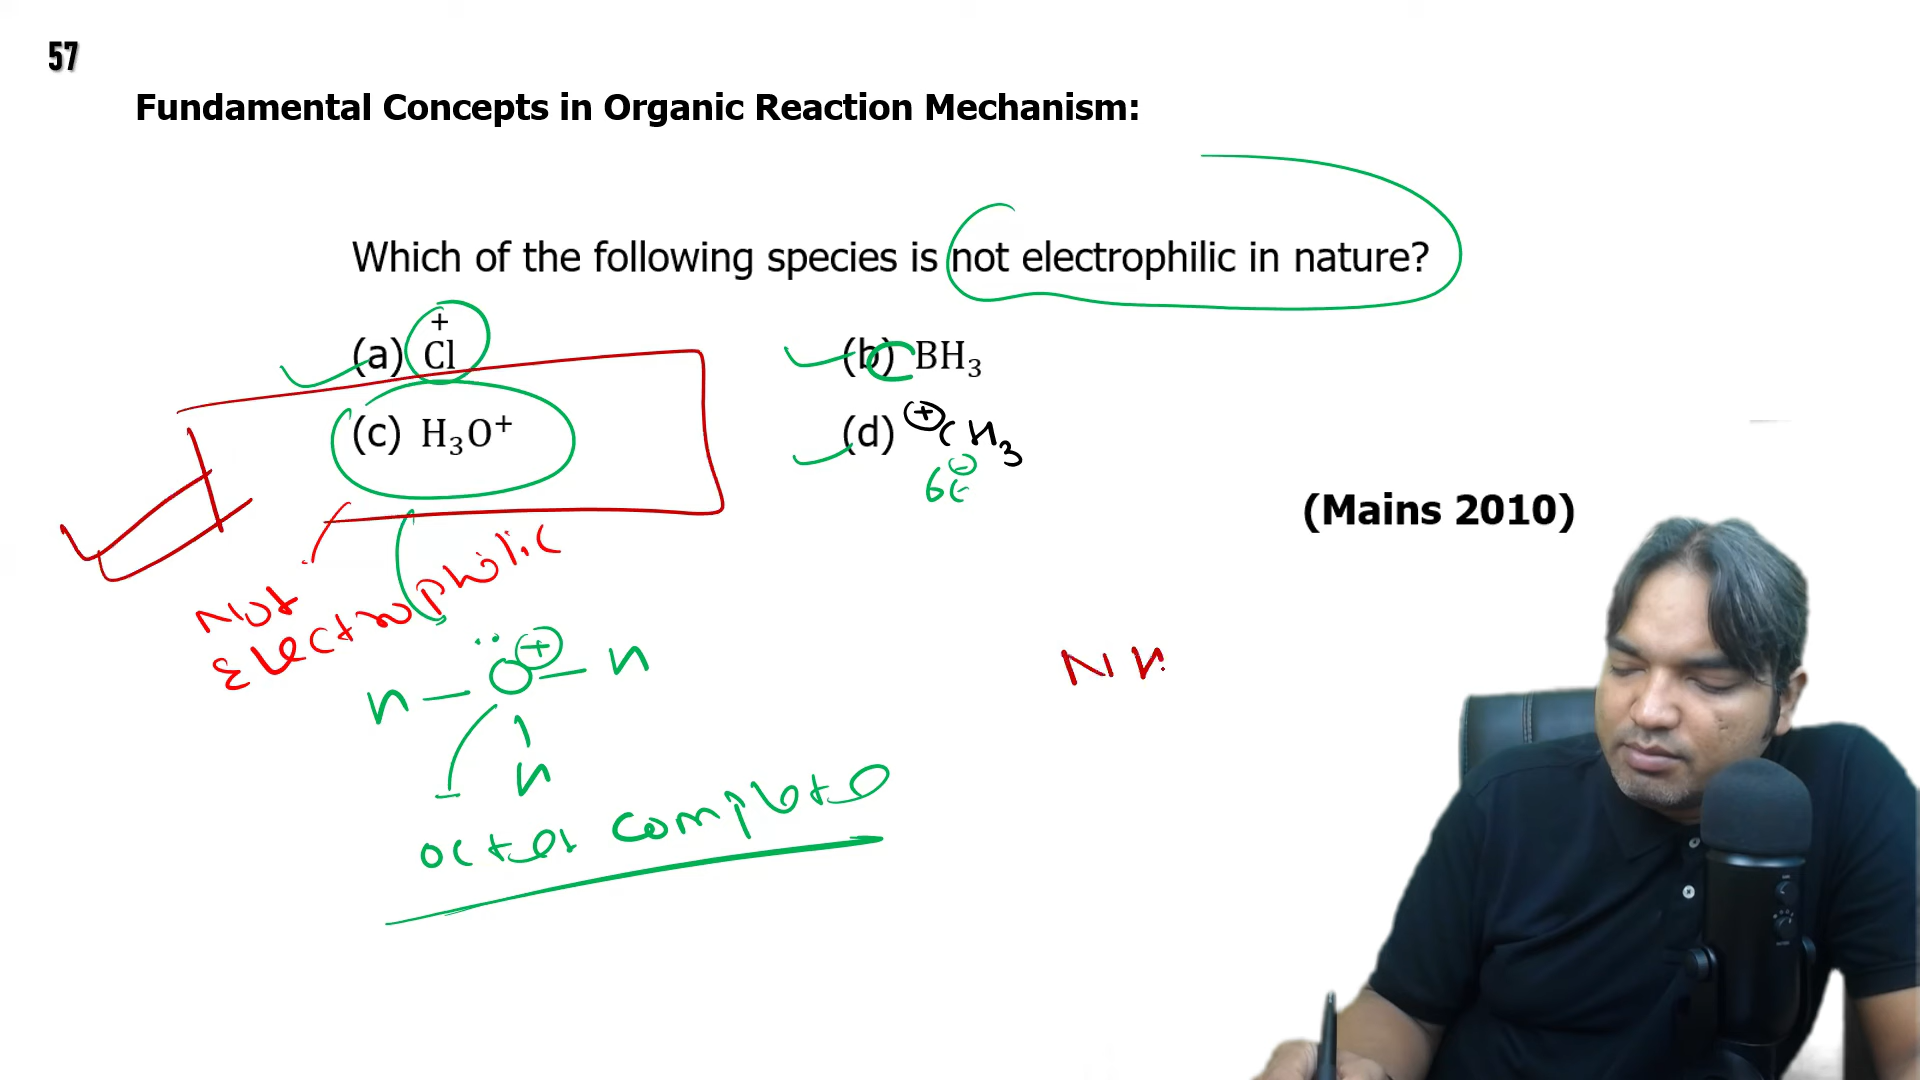 57
Fundamental Concepts in Organic Reaction Mechanism:
Which of the following species is not electrophilic in nature?
(a) Cl⁺ (b) BH₃
(c) H₃O⁺ (d) ⊕CH₃
6e⊖
(Mains 2010)
Not
Electrophilic
H–Ö⊕–H
H
octet complete
NH